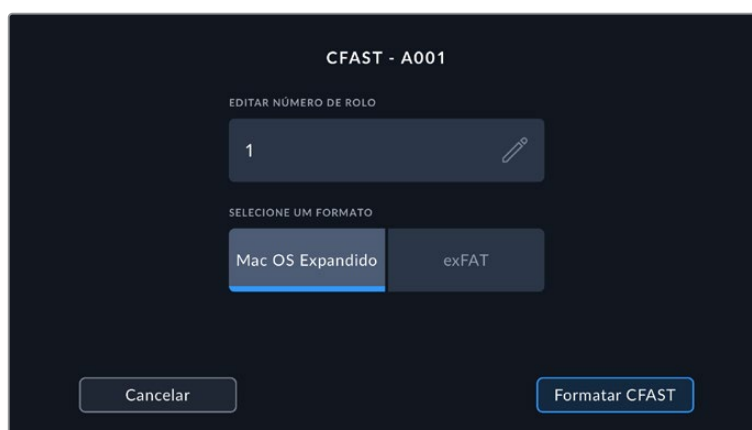 CFAST - A001
EDITAR NÚMERO DE ROLO
1
SELECIONE UM FORMATO
Mac OS Expandido exFAT
Cancelar Formatar CFAST